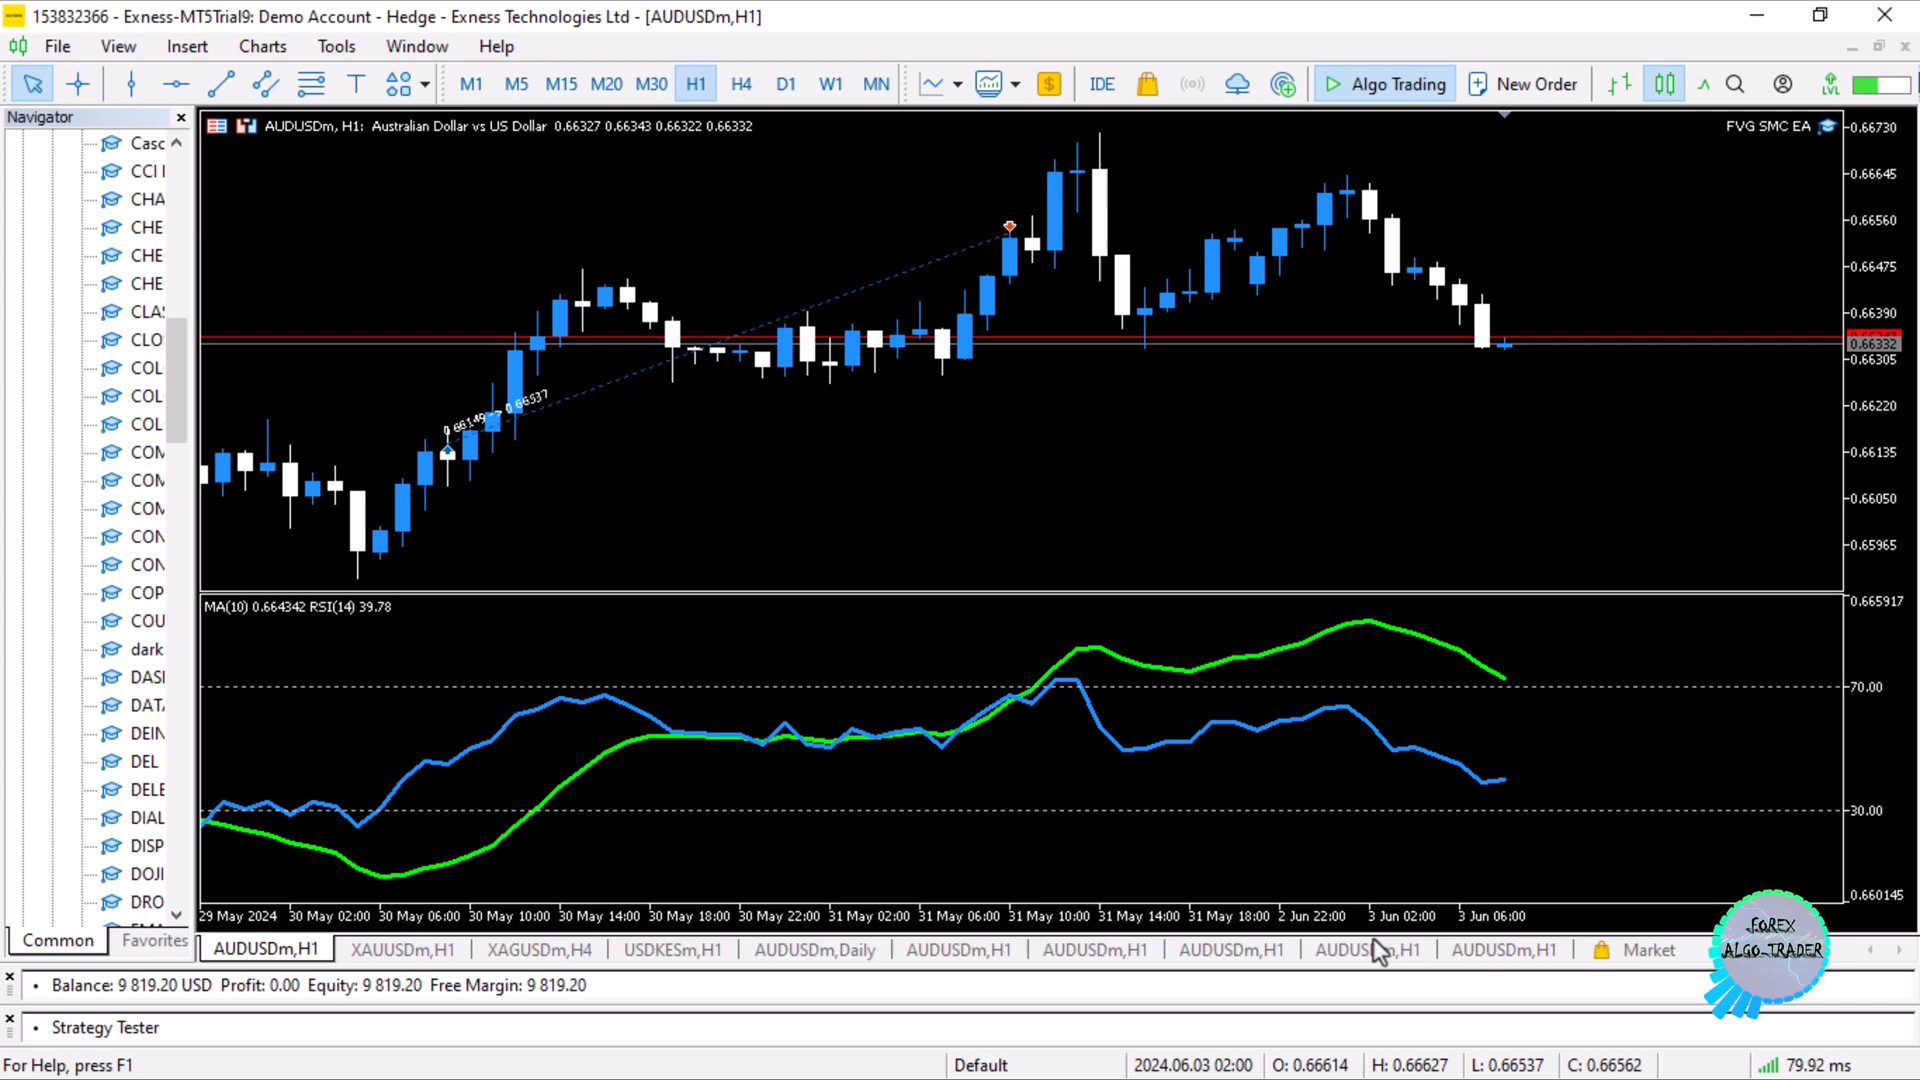 153832366 - Exness-MT5Trial9: Demo Account - Hedge - Exness Technologies Ltd - [AUDUSDm,H1]
File View Insert Charts Tools Window Help
M1 M5 M15 M20 M30 H1 H4 D1 W1 MN IDE Algo Trading New Order LVL
Navigator
Casc
CCI
CHA
CHE
CHE
CHE
CLAS
CLO
COL
COL
COL
COM
COM
COM
CON
CON
COP
COU
dark
DASI
DAT
DEIN
DEL
DELE
DIAL
DISP
DOJI
DRO
Common Favorites
AUDUSDm, H1: Australian Dollar vs US Dollar 0.66327 0.66343 0.66322 0.66332
FVG SMC EA
0.66730
0.66645
0.66560
0.66475
0.66390
0.66332
0.66305
0.66220
0.66135
0.66050
0.65965
0.66149 -> 0.66537
MA(10) 0.664342 RSI(14) 39.78
0.665917
70.00
30.00
0.660145
29 May 2024 30 May 02:00 30 May 06:00 30 May 10:00 30 May 14:00 30 May 18:00 30 May 22:00 31 May 02:00 31 May 06:00 31 May 10:00 31 May 14:00 31 May 18:00 2 Jun 22:00 3 Jun 02:00 3 Jun 06:00
AUDUSDm,H1 XAUUSDm,H1 XAGUSDm,H4 USDKESm,H1 AUDUSDm,Daily AUDUSDm,H1 AUDUSDm,H1 AUDUSDm,H1 AUDUSDm,H1 AUDUSDm,H1 Market
FOREX
ALGO-TRADER
Balance: 9 819.20 USD Profit: 0.00 Equity: 9 819.20 Free Margin: 9 819.20
Strategy Tester
For Help, press F1 Default 2024.06.03 02:00 O: 0.66614 H: 0.66627 L: 0.66537 C: 0.66562 79.92 ms